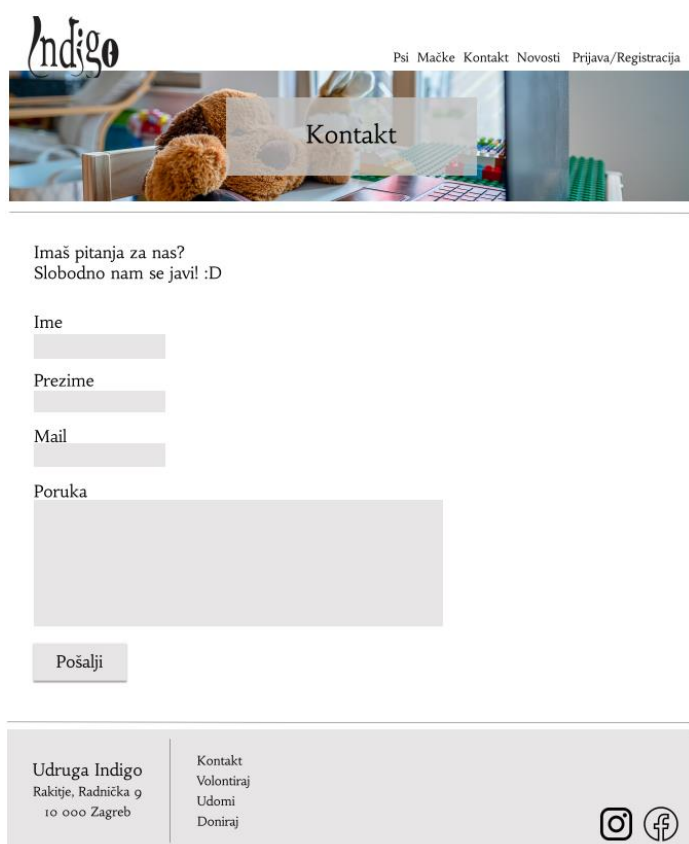 Indigo
Psi Mačke Kontakt Novosti Prijava/Registracija
Kontakt
Imaš pitanja za nas?
Slobodno nam se javi! :D
Ime
Prezime
Mail
Poruka
Pošalji
Udruga Indigo
Rakitje, Radnička 9
10 000 Zagreb
Kontakt
Volontiraj
Udomi
Doniraj